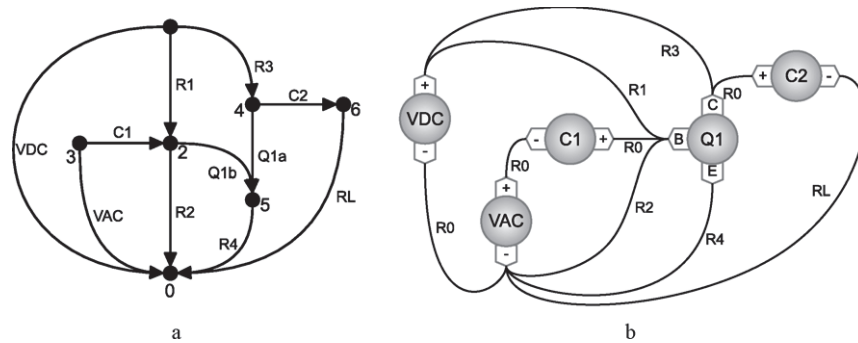 R1
R3
4
C2
6
3
C1
2
Q1a
VDC
Q1b
5
VAC
R2
R4
RL
0
a
R3
+
R1
VDC
-
R0
-
C1
+
R0
R0
+
VAC
-
R2
B
C
Q1
E
R0
+
C2
-
R4
RL
b